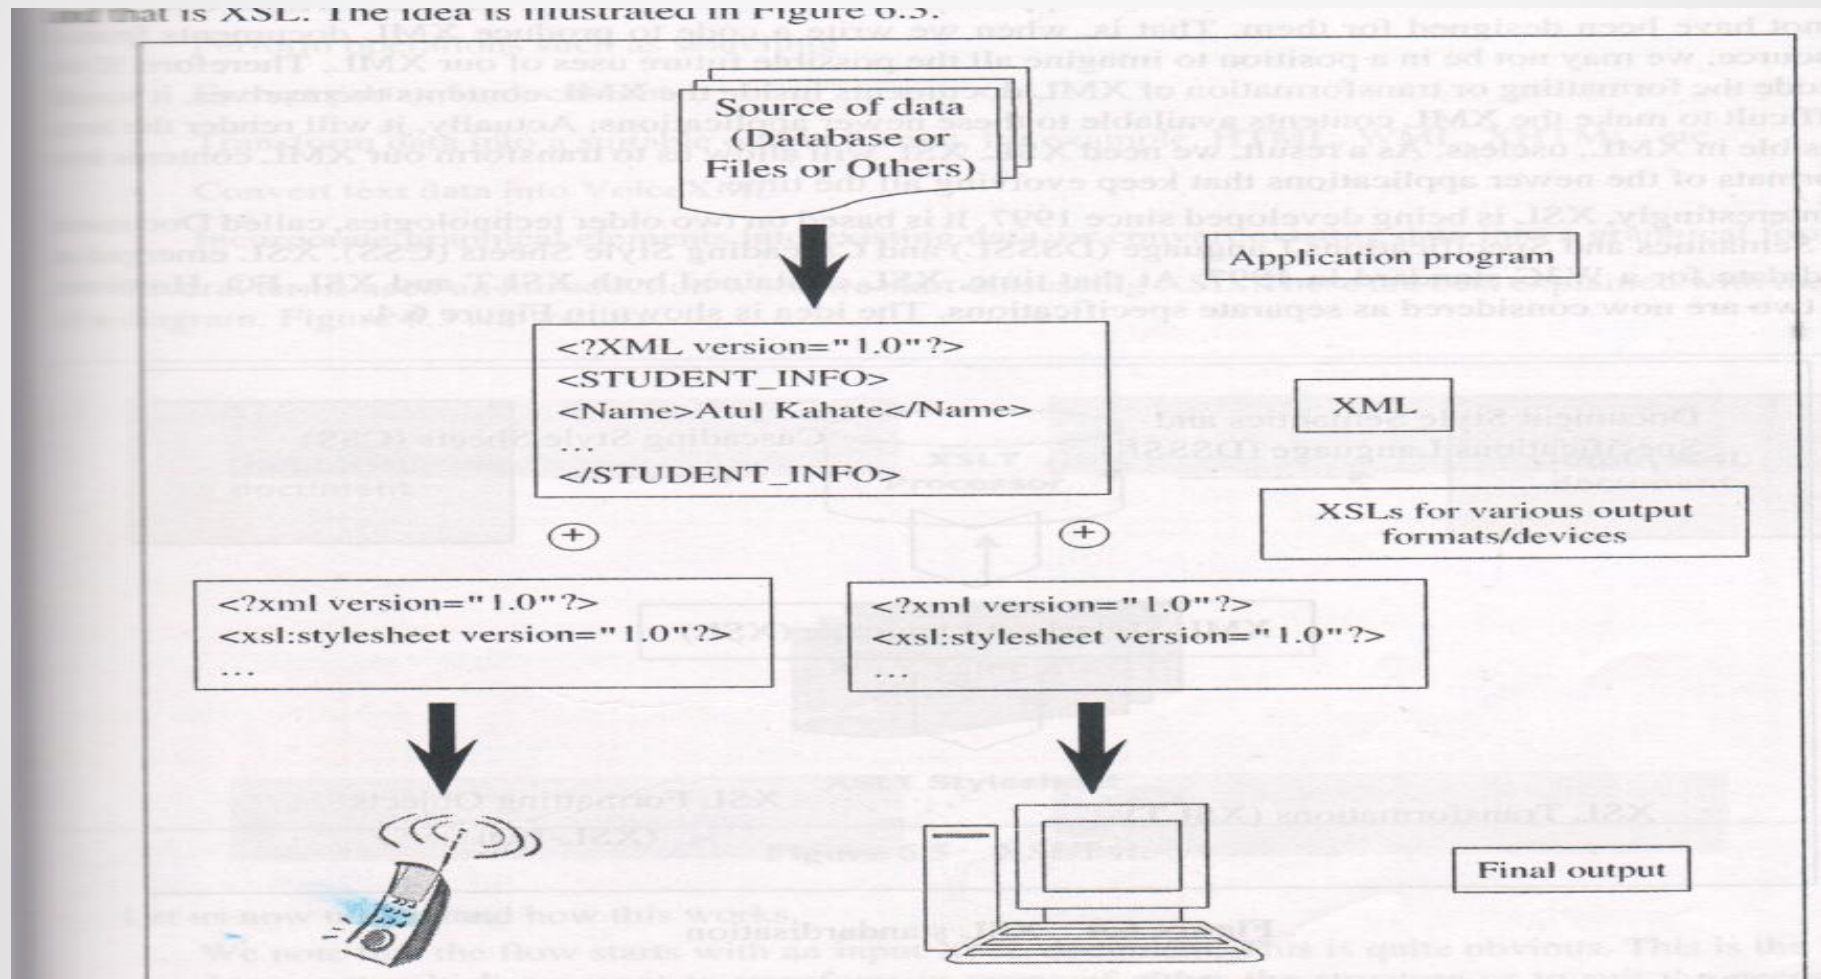 and that is XSL. The idea is illustrated in Figure 6.3.
Source of data
(Database or
Files or Others)
Application program
<?XML version="1.0"?>
<STUDENT_INFO>
<Name>Atul Kahate</Name>
...
</STUDENT_INFO>
XML
+
+
XSLs for various output
formats/devices
<?xml version="1.0"?>
<xsl:stylesheet version="1.0"?>
...
<?xml version="1.0"?>
<xsl:stylesheet version="1.0"?>
...
Final output